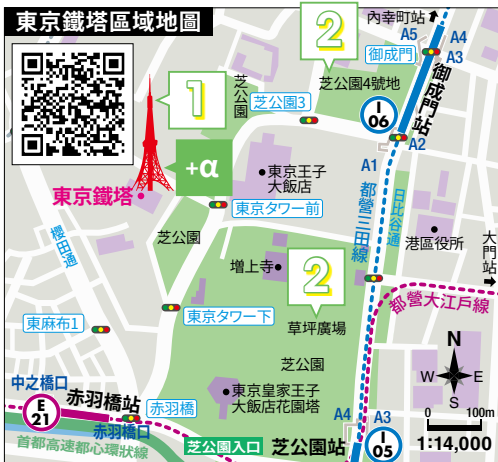 東京鐵塔區域地圖
內幸町站
A5
A4
A3
御成門
御成門站
2
芝公園4號地
芝公園
1
芝公園3
I
06
A2
A1
+α
東京王子
大飯店
東京鐵塔
東京タワー前
都營三田線
日比谷通
港區役所
大門站
櫻田通
芝公園
増上寺
2
都營大江戶線
東京タワー下
草坪廣場
東麻布1
芝公園
N
W
E
S
中之橋口
E
21
赤羽橋站
赤羽橋
東京皇家王子
大飯店花園塔
赤羽橋口
A4
A3
0
100m
首都高速都心環狀線
芝公園入口
芝公園站
I
05
1:14,000